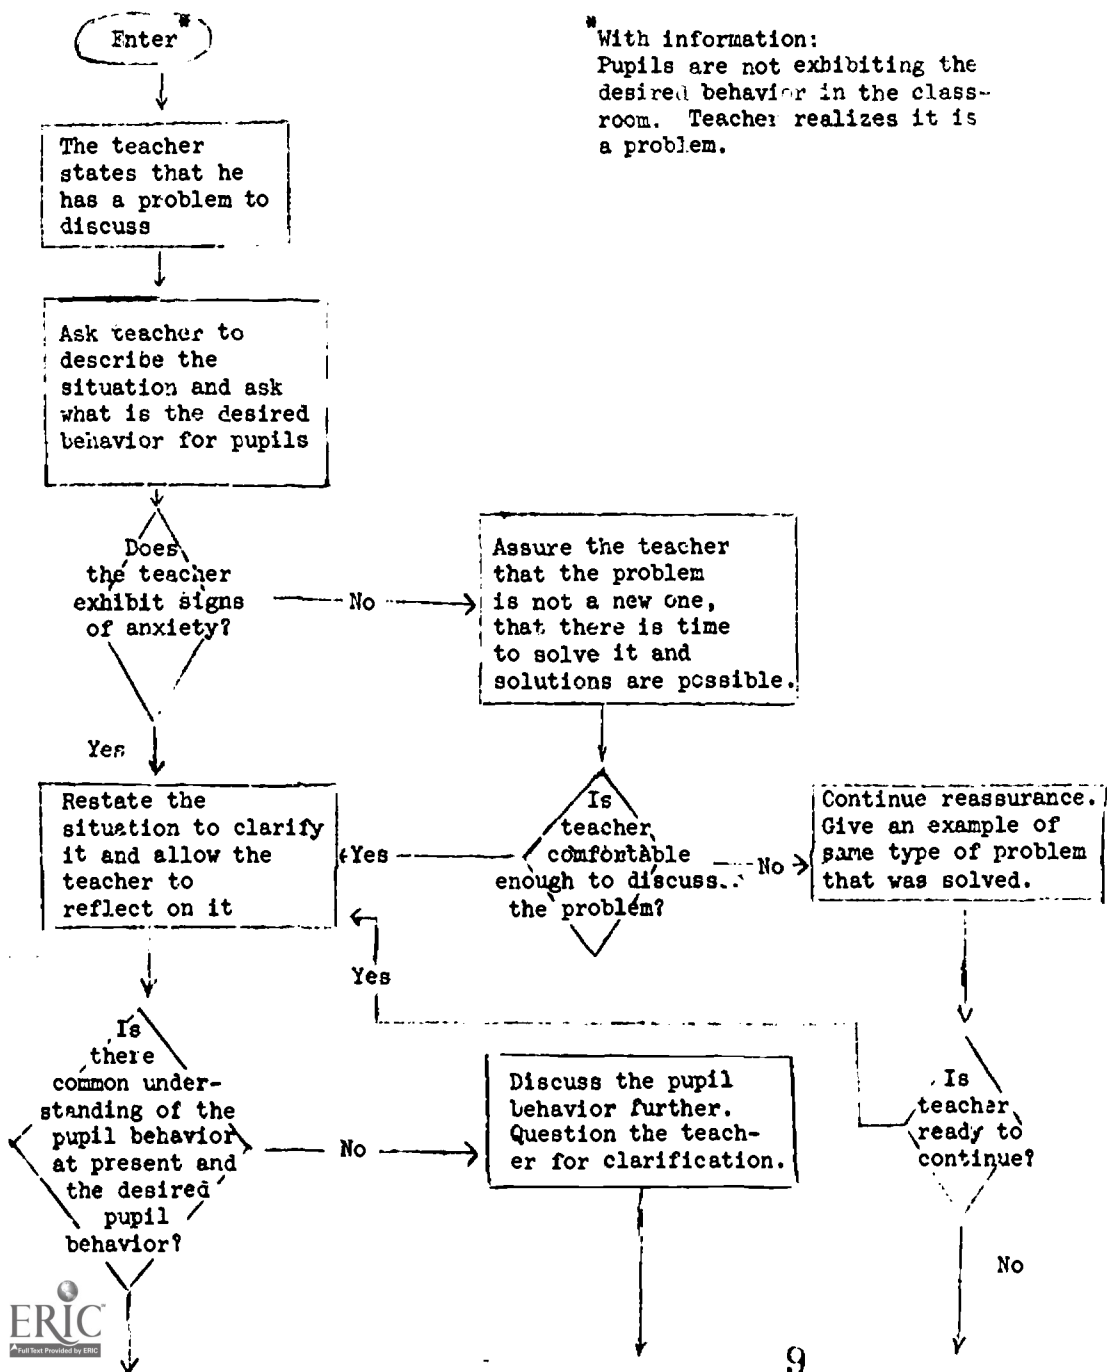 Enter*
*With information:
Pupils are not exhibiting the
desired behavior in the class-
room. Teacher realizes it is
a problem.
The teacher
states that he
has a problem to
discuss
Ask teacher to
describe the
situation and ask
what is the desired
behavior for pupils
Does
the teacher
exhibit signs
of anxiety?
No
Assure the teacher
that the problem
is not a new one,
that there is time
to solve it and
solutions are possible.
Yes
Restate the
situation to clarify
it and allow the
teacher to
reflect on it
Yes
Is
teacher
comfortable
enough to discuss
the problem?
No
Continue reassurance.
Give an example of
same type of problem
that was solved.
Yes
Is
there
common under-
standing of the
pupil behavior
at present and
the desired
pupil
behavior?
No
Discuss the pupil
behavior further.
Question the teach-
er for clarification.
Is
teacher
ready to
continue?
No
ERIC
Full Text Provided by ERIC
9